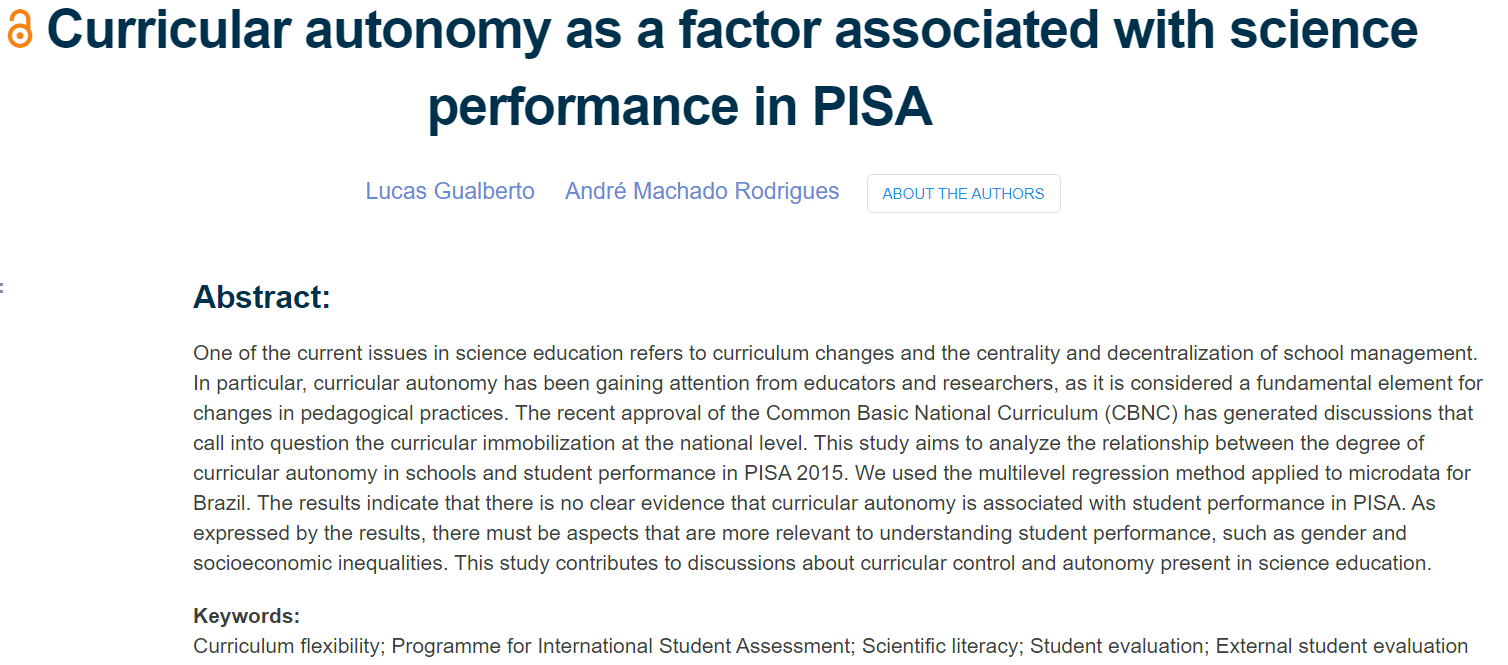 Curricular autonomy as a factor associated with science
performance in PISA
Lucas Gualberto André Machado Rodrigues ABOUT THE AUTHORS
Abstract:
One of the current issues in science education refers to curriculum changes and the centrality and decentralization of school management.
In particular, curricular autonomy has been gaining attention from educators and researchers, as it is considered a fundamental element for
changes in pedagogical practices. The recent approval of the Common Basic National Curriculum (CBNC) has generated discussions that
call into question the curricular immobilization at the national level. This study aims to analyze the relationship between the degree of
curricular autonomy in schools and student performance in PISA 2015. We used the multilevel regression method applied to microdata for
Brazil. The results indicate that there is no clear evidence that curricular autonomy is associated with student performance in PISA. As
expressed by the results, there must be aspects that are more relevant to understanding student performance, such as gender and
socioeconomic inequalities. This study contributes to discussions about curricular control and autonomy present in science education.
Keywords:
Curriculum flexibility; Programme for International Student Assessment; Scientific literacy; Student evaluation; External student evaluation